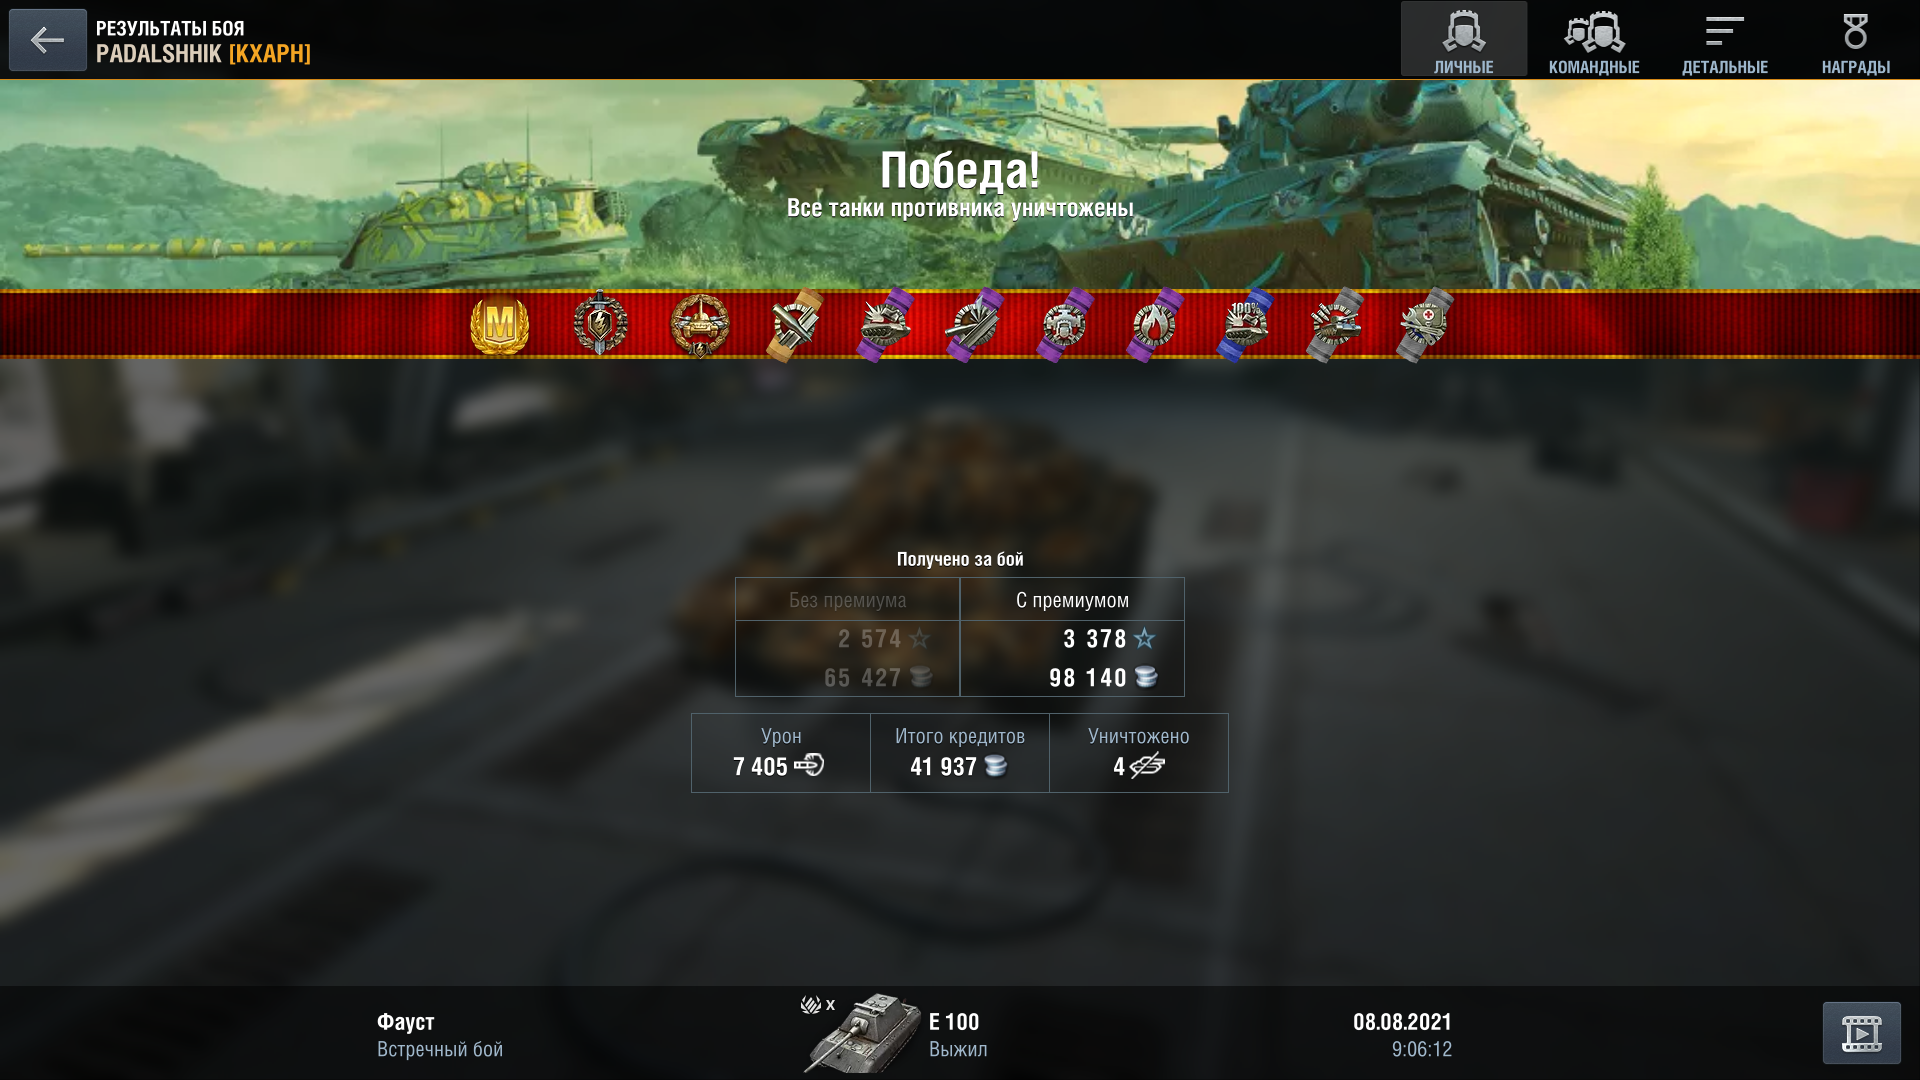 РЕЗУЛЬТАТЫ БОЯ
PADALSHHIK [KXAPH]
ЛИЧНЫЕ
КОМАНДНЫЕ
ДЕТАЛЬНЫЕ
НАГРАДЫ
Победа!
Все танки противника уничтожены
M
100%
Получено за бой
Без премиума
С премиумом
2 574
3 378
65 427
98 140
Урон
Итого кредитов
Уничтожено
7 405
41 937
4
Фауст
Встречный бой
X
E 100
Выжил
08.08.2021
9:06:12